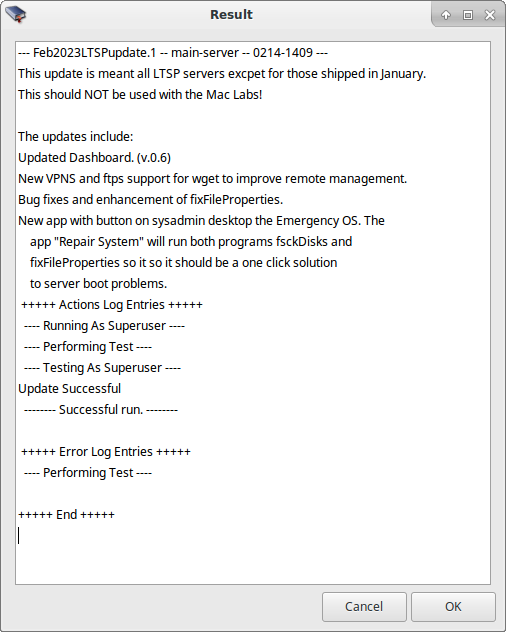 Result
--- Feb2023LTSPupdate.1 -- main-server -- 0214-1409 ---
This update is meant all LTSP servers excpet for those shipped in January.
This should NOT be used with the Mac Labs!
The updates include:
Updated Dashboard. (v.0.6)
New VPNS and ftps support for wget to improve remote management.
Bug fixes and enhancement of fixFileProperties.
New app with button on sysadmin desktop the Emergency OS. The
app "Repair System" will run both programs fsckDisks and
fixFileProperties so it so it should be a one click solution
to server boot problems.
+++++ Actions Log Entries +++++
---- Running As Superuser ----
---- Performing Test ----
---- Testing As Superuser ----
Update Successful
-------- Successful run. --------
+++++ Error Log Entries +++++
---- Performing Test ----
+++++ End +++++
Cancel
OK